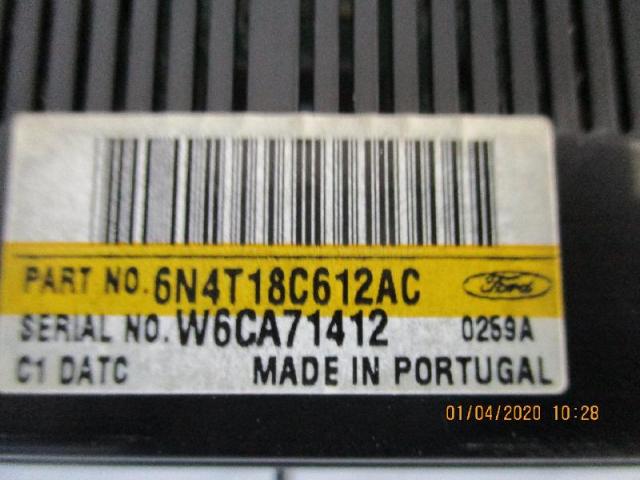 PART NO. 6N4T18C612AC Ford
SERIAL NO. W6CA71412 0259A
C1 DATC MADE IN PORTUGAL
01/04/2020 10:28